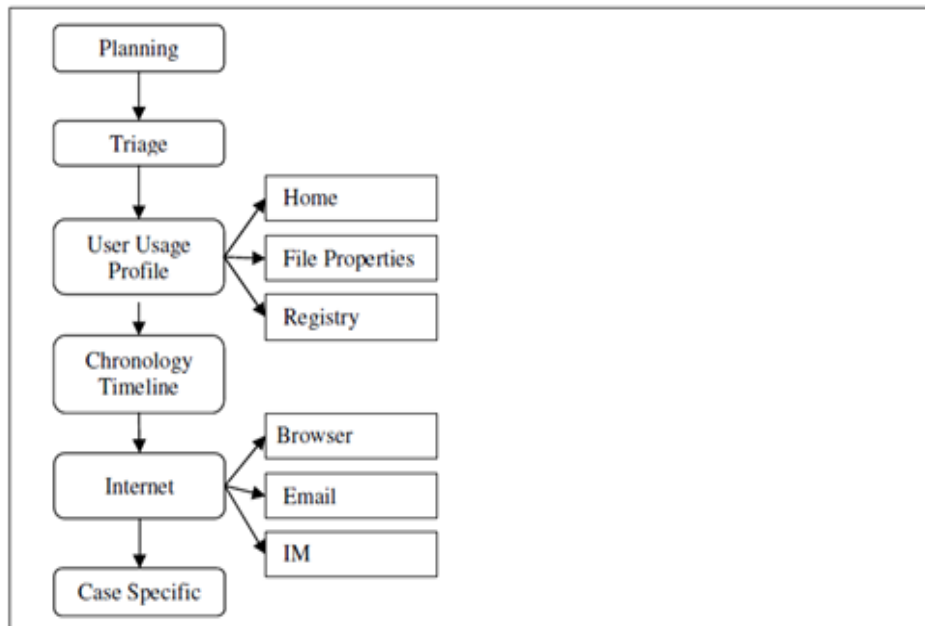 Planning
Triage
User Usage
Profile
Home
File Properties
Registry
Chronology
Timeline
Internet
Browser
Email
IM
Case Specific